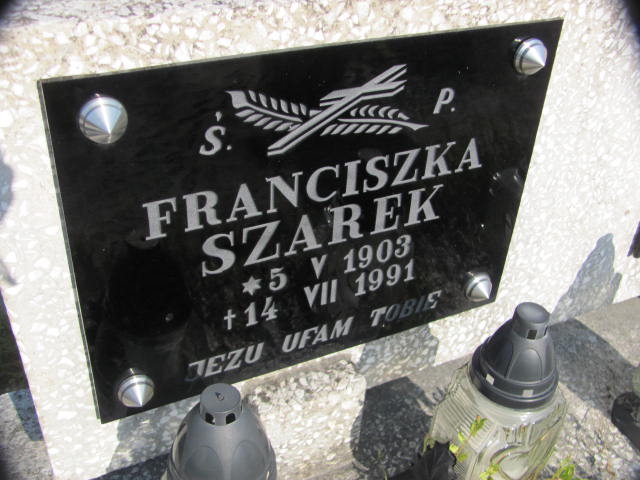 Ś. P.
FRANCISZKA
SZAREK
* 5 V 1903
† 14 VII 1991
JEZU UFAM TOBIE